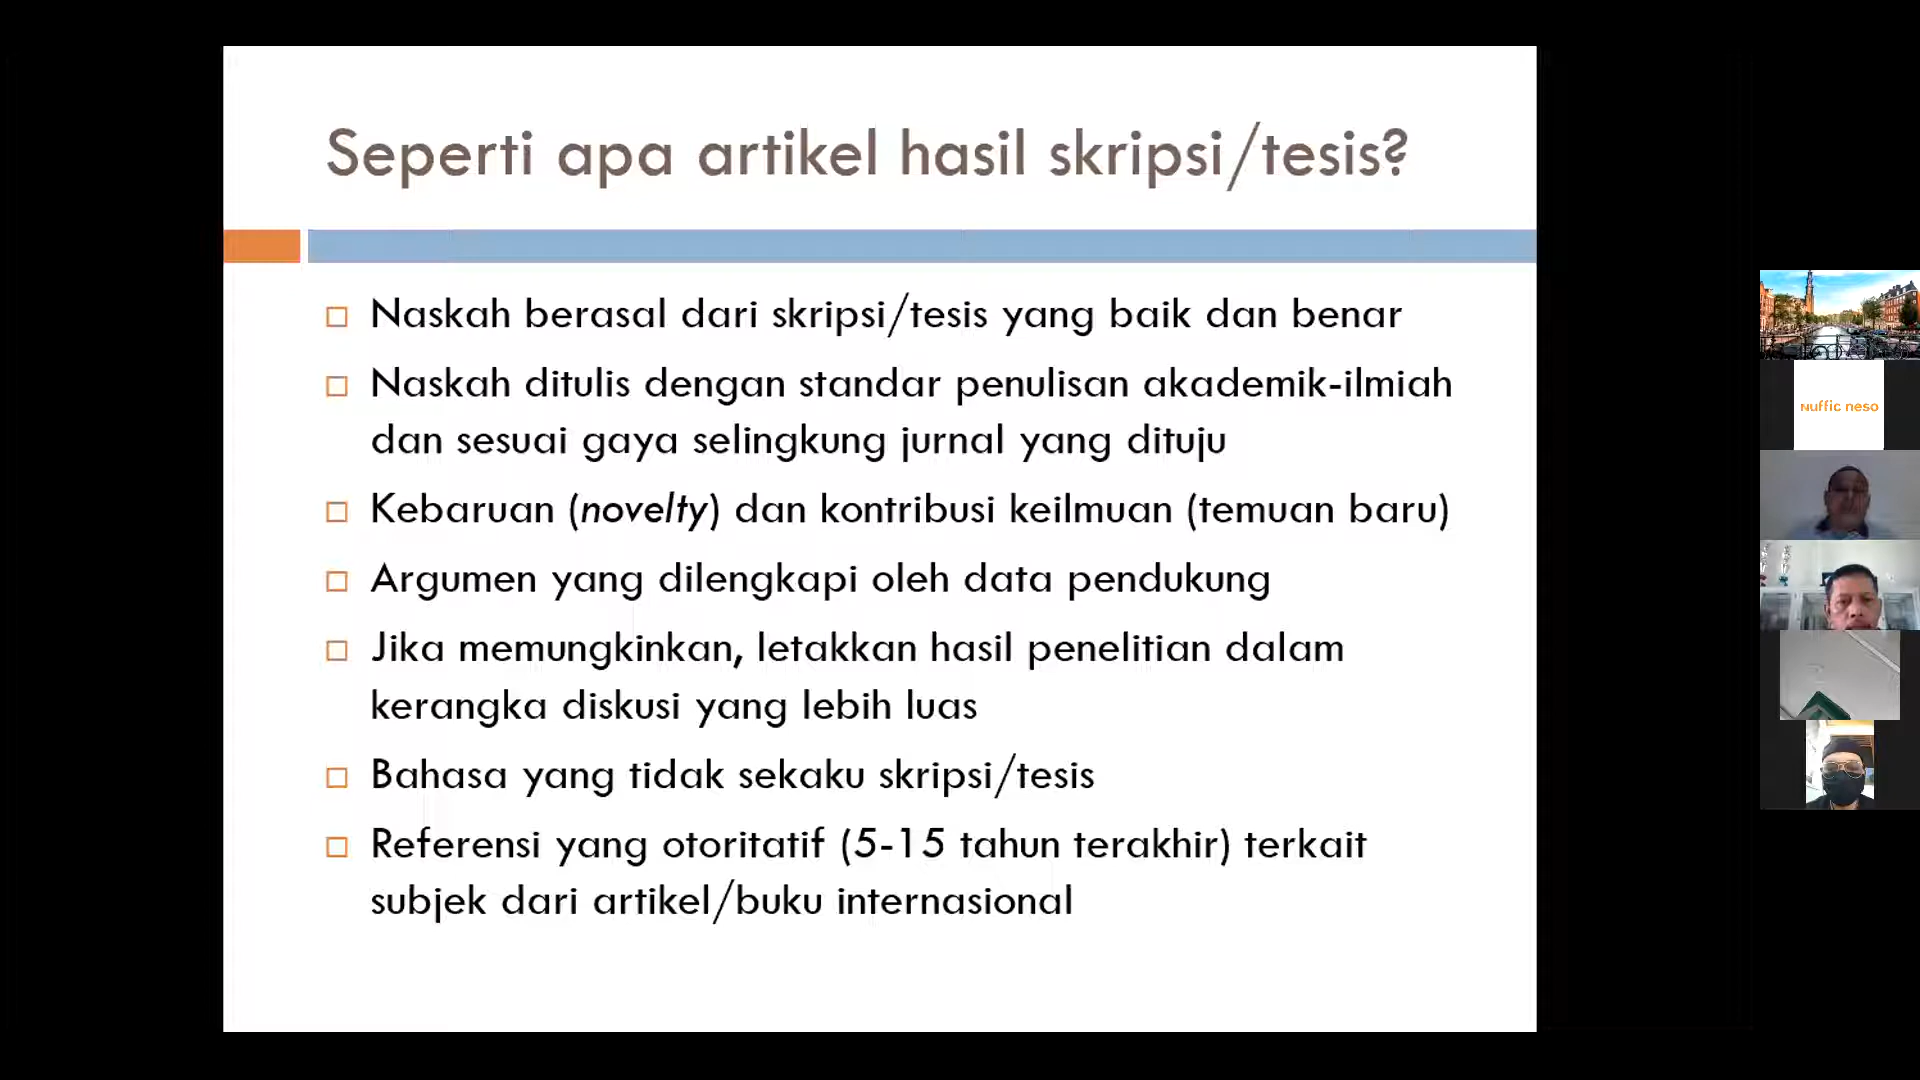 Seperti apa artikel hasil skripsi/tesis?
Naskah berasal dari skripsi/tesis yang baik dan benar
Naskah ditulis dengan standar penulisan akademik-ilmiah
dan sesuai gaya selingkung jurnal yang dituju
Kebaruan (novelty) dan kontribusi keilmuan (temuan baru)
Argumen yang dilengkapi oleh data pendukung
Jika memungkinkan, letakkan hasil penelitian dalam
kerangka diskusi yang lebih luas
Bahasa yang tidak sekaku skripsi/tesis
Referensi yang otoritatif (5-15 tahun terakhir) terkait
subjek dari artikel/buku internasional
nuffic neso